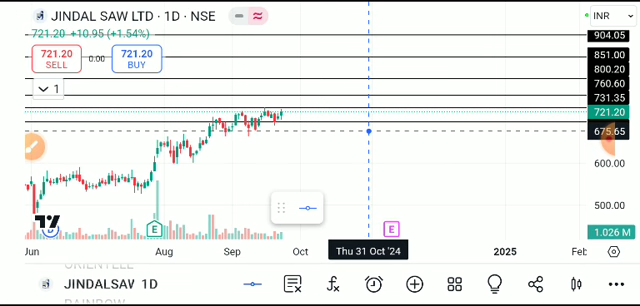 JINDAL SAW LTD · 1D · NSE
INR
721.20 +10.95 (+1.54%)
904.05
721.20
SELL
0.00
721.20
BUY
851.00
800.20
760.60
731.35
721.20
675.65
600.00
500.00
1.026 M
1
E
E
Jun
Aug
Sep
Oct
Thu 31 Oct '24
2025
Feb
ORIENTELL
JINDALSAW 1D
RAINBOW